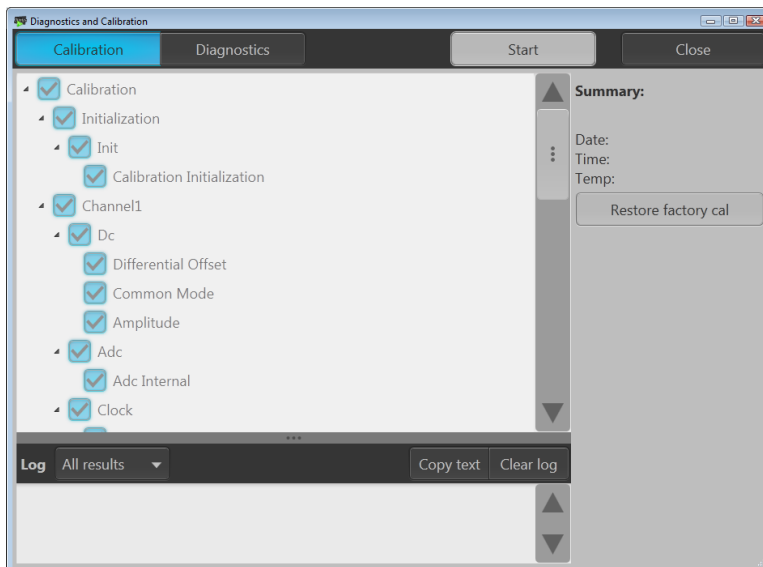 Diagnostics and Calibration
Calibration Diagnostics Start Close
Calibration
Initialization
Init
Calibration Initialization
Channel1
Dc
Differential Offset
Common Mode
Amplitude
Adc
Adc Internal
Clock
Summary:
Date:
Time:
Temp:
Restore factory cal
Log All results Copy text Clear log